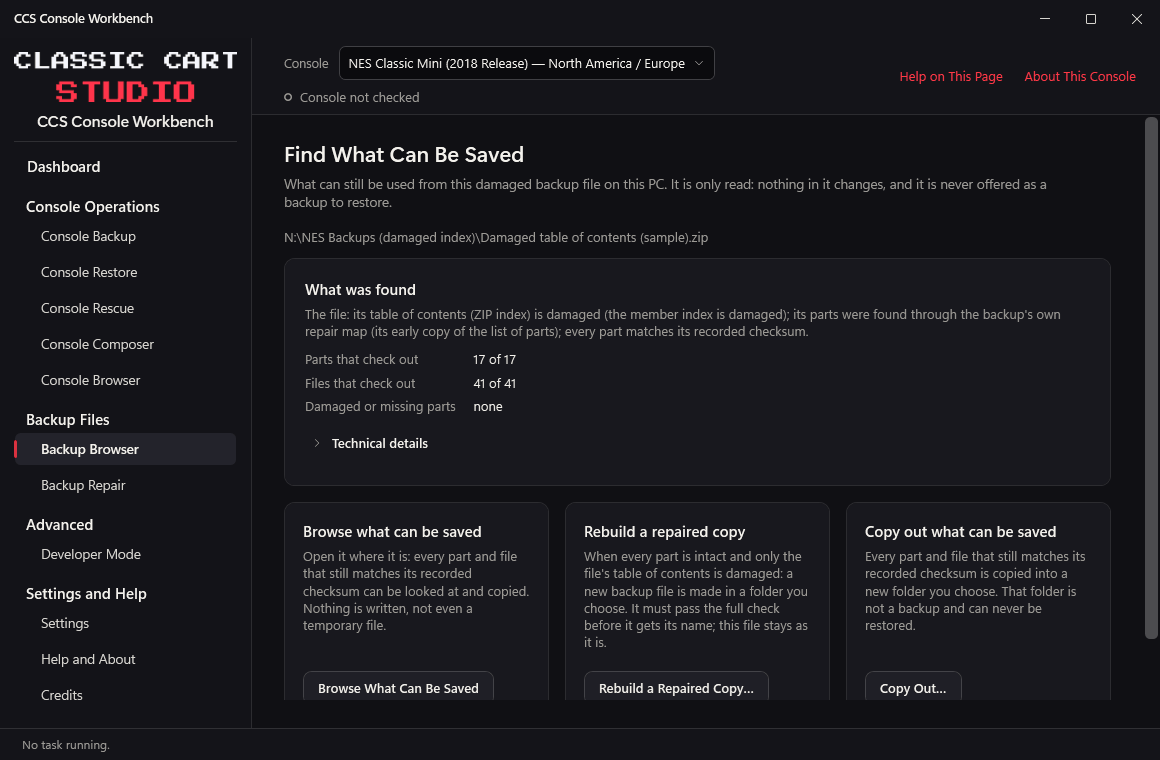 CCS Console Workbench
CLASSIC CART
STUDIO
CCS Console Workbench
Dashboard
Console Operations
Console Backup
Console Restore
Console Rescue
Console Composer
Console Browser
Backup Files
Backup Browser
Backup Repair
Advanced
Developer Mode
Settings and Help
Settings
Help and About
Credits
Console
NES Classic Mini (2018 Release) — North America / Europe
Console not checked
Help on This Page
About This Console
Find What Can Be Saved
What can still be used from this damaged backup file on this PC. It is only read: nothing in it changes, and it is never offered as a
backup to restore.
N:\NES Backups (damaged index)\Damaged table of contents (sample).zip
What was found
The file: its table of contents (ZIP index) is damaged (the member index is damaged); its parts were found through the backup's own
repair map (its early copy of the list of parts); every part matches its recorded checksum.
Parts that check out 17 of 17
Files that check out 41 of 41
Damaged or missing parts none
Technical details
Browse what can be saved
Open it where it is: every part and file
that still matches its recorded
checksum can be looked at and copied.
Nothing is written, not even a
temporary file.
Browse What Can Be Saved
Rebuild a repaired copy
When every part is intact and only the
file's table of contents is damaged: a
new backup file is made in a folder you
choose. It must pass the full check
before it gets its name; this file stays as
it is.
Rebuild a Repaired Copy...
Copy out what can be saved
Every part and file that still matches its
recorded checksum is copied into a
new folder you choose. That folder is
not a backup and can never be
restored.
Copy Out...
No task running.